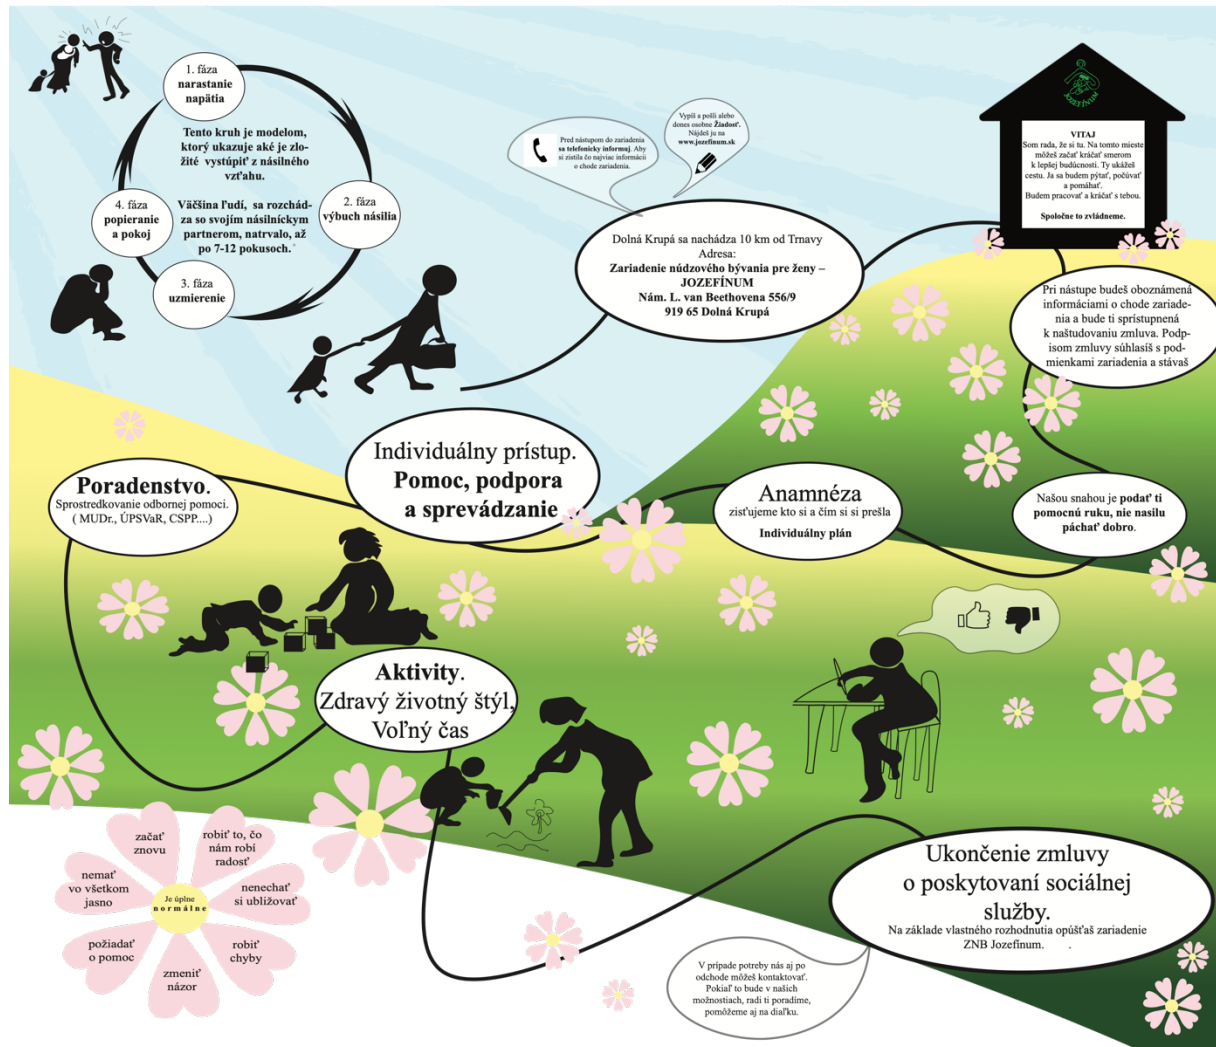 1. fáza
narastanie
napätia
Tento kruh je modelom,
ktorý ukazuje aké je zlo-
žité vystúpiť z násilného
vzťahu.
Väčšina ľudí, sa rozchád-
za so svojím násilníckym
partnerom, natrvalo, až
po 7-12 pokusoch.
2. fáza
výbuch násilia
3. fáza
uzmierenie
4. fáza
popieranie
a pokoj
Pred nástupom do zariadenia
sa telefonicky informuj. Aby
si zistila čo najviac informácii
o chode zariadenia.
Vypíš a pošli alebo
dones osobne Žiadosť.
Nájdeš ju na
www.jozefinum.sk
Dolná Krupá sa nachádza 10 km od Trnavy
Adresa:
Zariadenie núdzového bývania pre ženy –
JOZEFÍNUM
Nám. L. van Beethovena 556/9
919 65 Dolná Krupá
JOZEFÍNUM
VITAJ
Som rada, že si tu. Na tomto mieste
môžeš začať kráčať smerom
k lepšej budúcnosti. Ty ukážeš
cestu. Ja sa budem pýtať, počúvať
a pomáhať.
Budem pracovať a kráčať s tebou.
Spoločne to zvládneme.
Pri nástupe budeš oboznámená
informáciami o chode zariade-
nia a bude ti sprístupnená
k naštudovaniu zmluva. Podp-
isom zmluvy súhlasíš s pod-
mienkami zariadenia a stávaš
Našou snahou je podať ti
pomocnú ruku, nie nasilu
páchať dobro.
Anamnéza
zisťujeme kto si a čím si si prešla
Individuálny plán
Individuálny prístup.
Pomoc, podpora
a sprevádzanie
Poradenstvo.
Sprostredkovanie odbornej pomoci.
( MUDr., ÚPSVaR, CSPP....)
Aktivity.
Zdravý životný štýl,
Voľný čas
Ukončenie zmluvy
o poskytovaní sociálnej
služby.
Na základe vlastného rozhodnutia opúšťaš zariadenie
ZNB Jozefínum. .
V prípade potreby nás aj po
odchode môžeš kontaktovať.
Pokiaľ to bude v našich
možnostiach, radi ti poradíme,
pomôžeme aj na diaľku.
Je úplne
normálne
začať
znovu
robiť to, čo
nám robí
radosť
nenechať
si ubližovať
robiť
chyby
zmeniť
názor
požiadať
o pomoc
nemať
vo všetkom
jasno